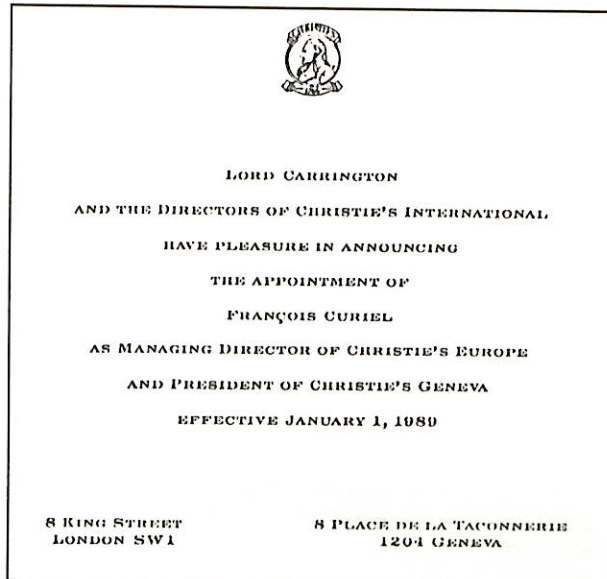 CHRISTIE'S
LORD CARRINGTON
AND THE DIRECTORS OF CHRISTIE'S INTERNATIONAL
HAVE PLEASURE IN ANNOUNCING
THE APPOINTMENT OF
FRANÇOIS CURIEL
AS MANAGING DIRECTOR OF CHRISTIE'S EUROPE
AND PRESIDENT OF CHRISTIE'S GENEVA
EFFECTIVE JANUARY 1, 1989
8 KING STREET
LONDON SW1
8 PLACE DE LA TACONNERIE
1204 GENEVA